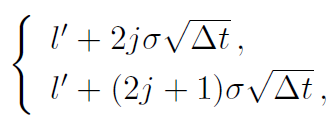 l′ + 2jσ√Δt ,
l′ + (2j + 1)σ√Δt ,